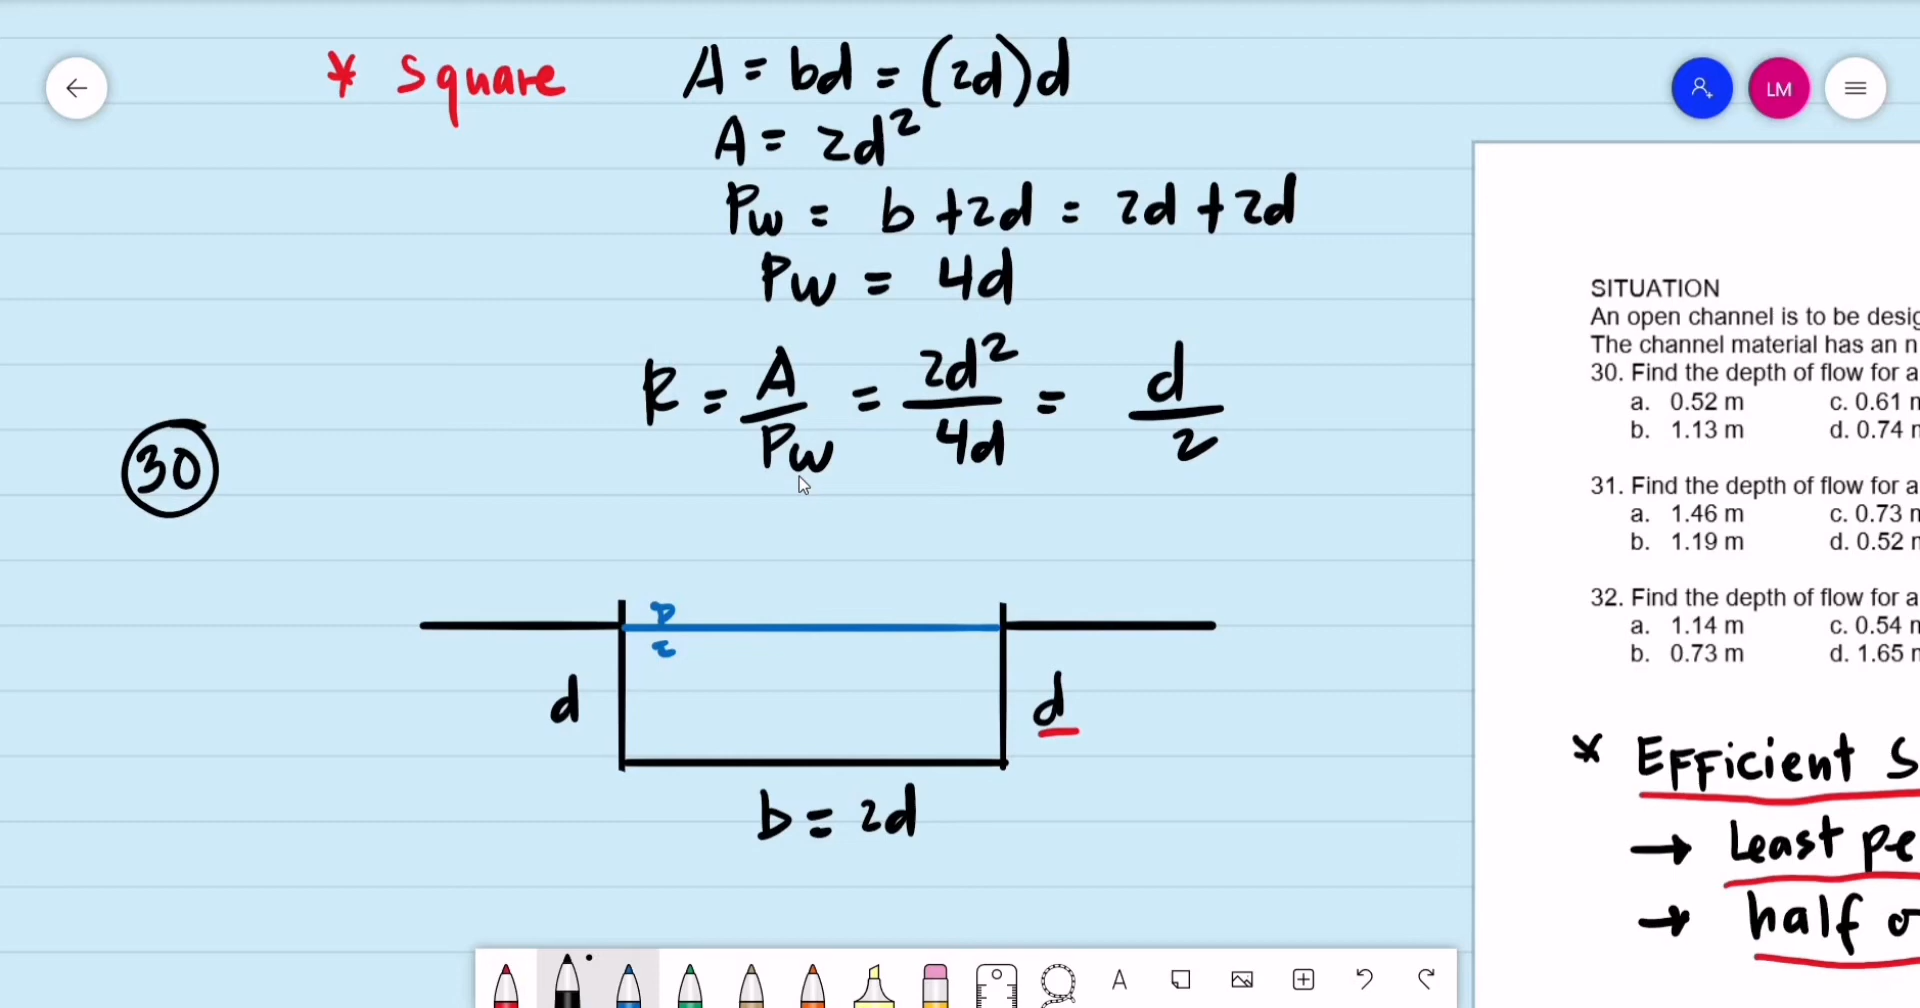 * Square
A = bd = (2d)d
A = 2d²
Pw = b + 2d = 2d + 2d
Pw = 4d
R = A/Pw = 2d²/4d = d/2
30
d
d
b = 2d
LM
SITUATION
An open channel is to be desig
The channel material has an n
30. Find the depth of flow for a
a. 0.52 m c. 0.61 m
b. 1.13 m d. 0.74 m
31. Find the depth of flow for a
a. 1.46 m c. 0.73 m
b. 1.19 m d. 0.52 m
32. Find the depth of flow for a
a. 1.14 m c. 0.54 m
b. 0.73 m d. 1.65 m
* EFFicient S
→ Least pe
→ half o
A